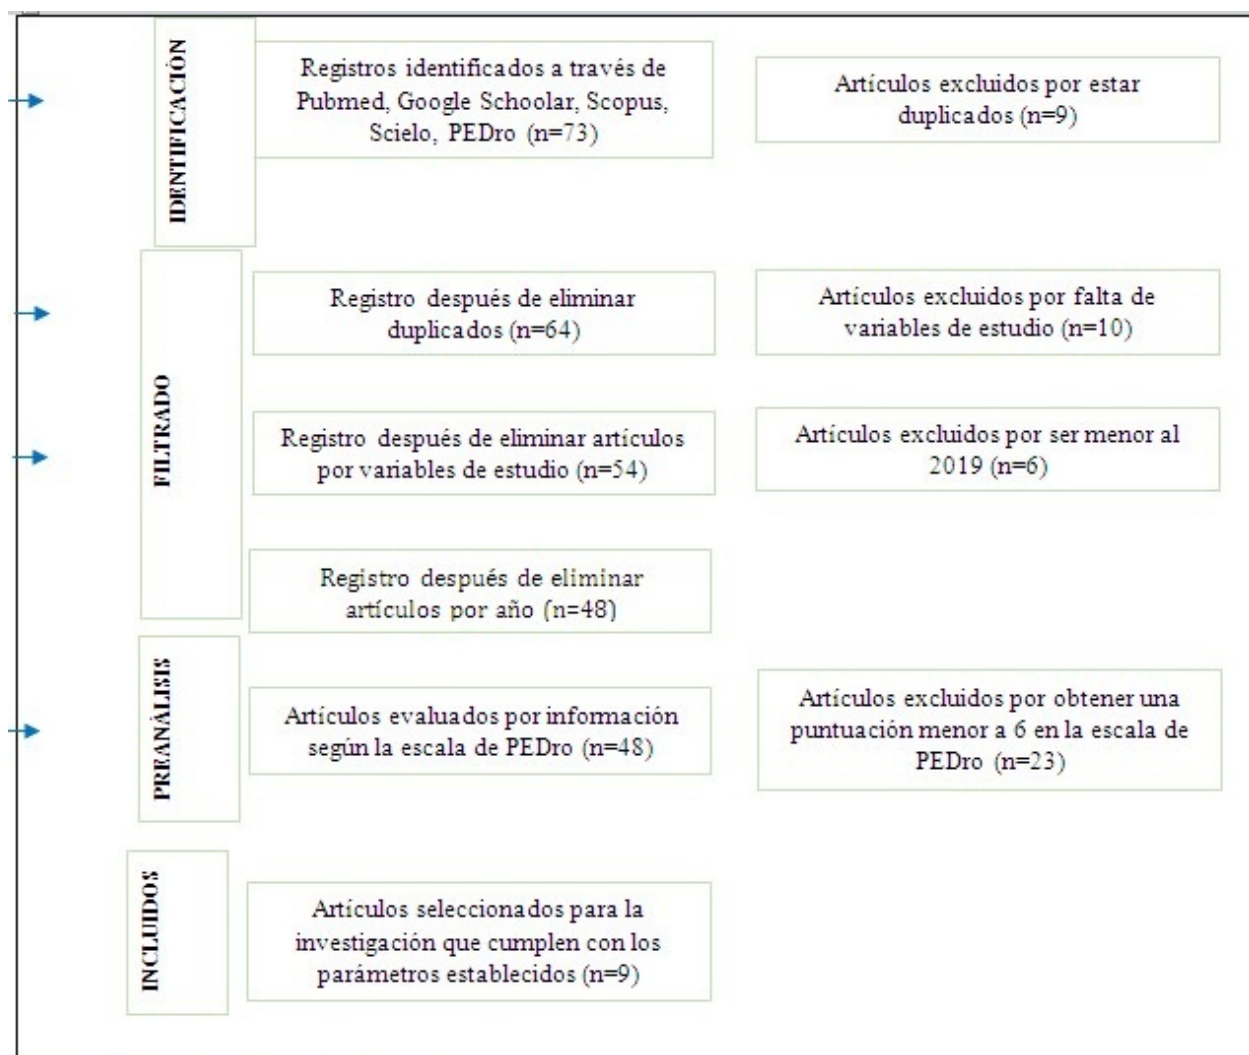 IDENTIFICACIÓN
Registros identificados a través de
Pubmed, Google Schoolar, Scopus,
Scielo, PEDro (n=73)
Artículos excluidos por estar
duplicados (n=9)
FILTRADO
Registro después de eliminar
duplicados (n=64)
Artículos excluidos por falta de
variables de estudio (n=10)
Registro después de eliminar artículos
por variables de estudio (n=54)
Artículos excluidos por ser menor al
2019 (n=6)
Registro después de eliminar
artículos por año (n=48)
PREANÁLISIS
Artículos evaluados por información
según la escala de PEDro (n=48)
Artículos excluidos por obtener una
puntuación menor a 6 en la escala de
PEDro (n=23)
INCLUIDOS
Artículos seleccionados para la
investigación que cumplen con los
parámetros establecidos (n=9)